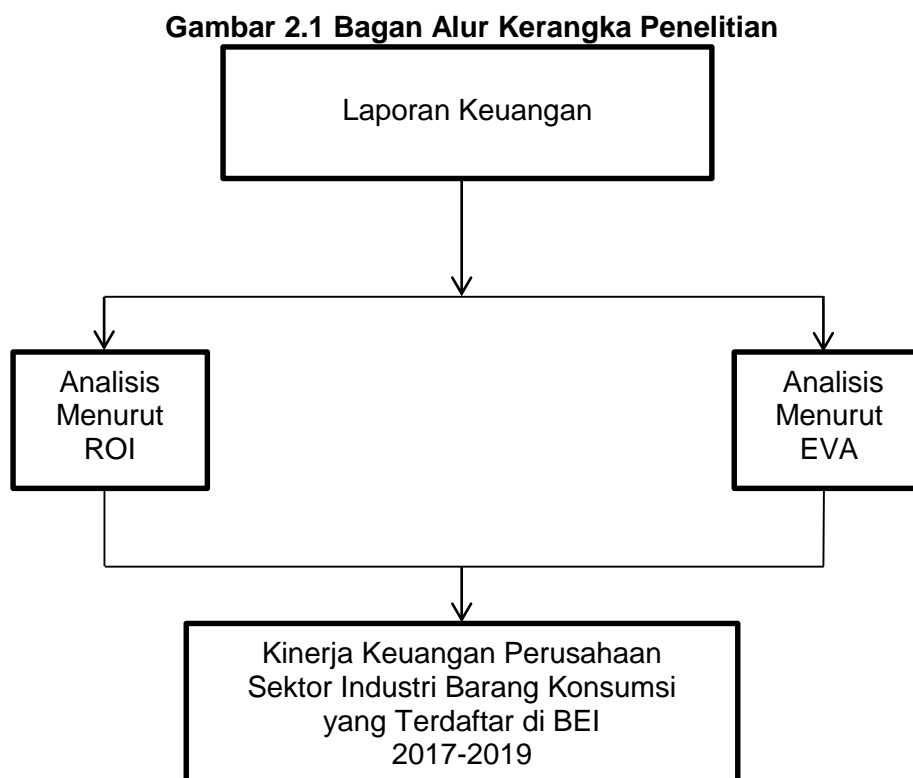 Gambar 2.1 Bagan Alur Kerangka Penelitian
Laporan Keuangan
Analisis
Menurut
ROI
Analisis
Menurut
EVA
Kinerja Keuangan Perusahaan
Sektor Industri Barang Konsumsi
yang Terdaftar di BEI
2017-2019